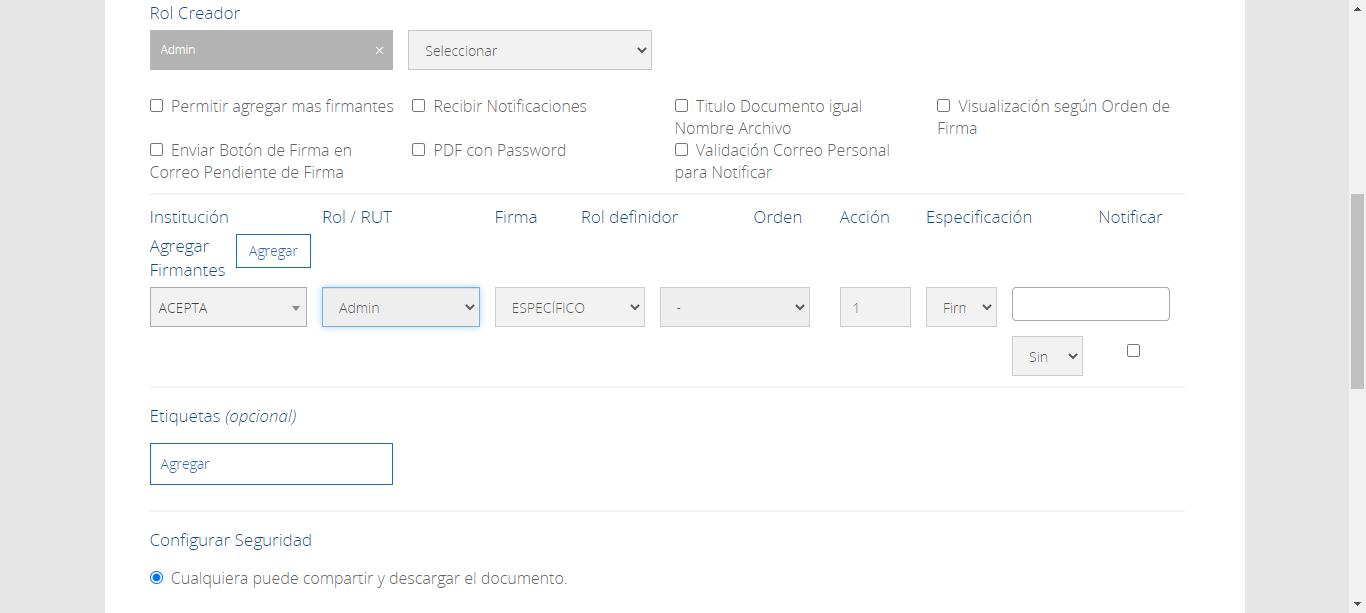 Rol Creador
Admin × Seleccionar
Permitir agregar mas firmantes Recibir Notificaciones Titulo Documento igual Nombre Archivo Visualización según Orden de Firma
Enviar Botón de Firma en Correo Pendiente de Firma PDF con Password Validación Correo Personal para Notificar
Institución Rol / RUT Firma Rol definidor Orden Acción Especificación Notificar
Agregar Firmantes Agregar
ACEPTA Admin ESPECÍFICO - 1 Firm
Sin
Etiquetas (opcional)
Agregar
Configurar Seguridad
Cualquiera puede compartir y descargar el documento.